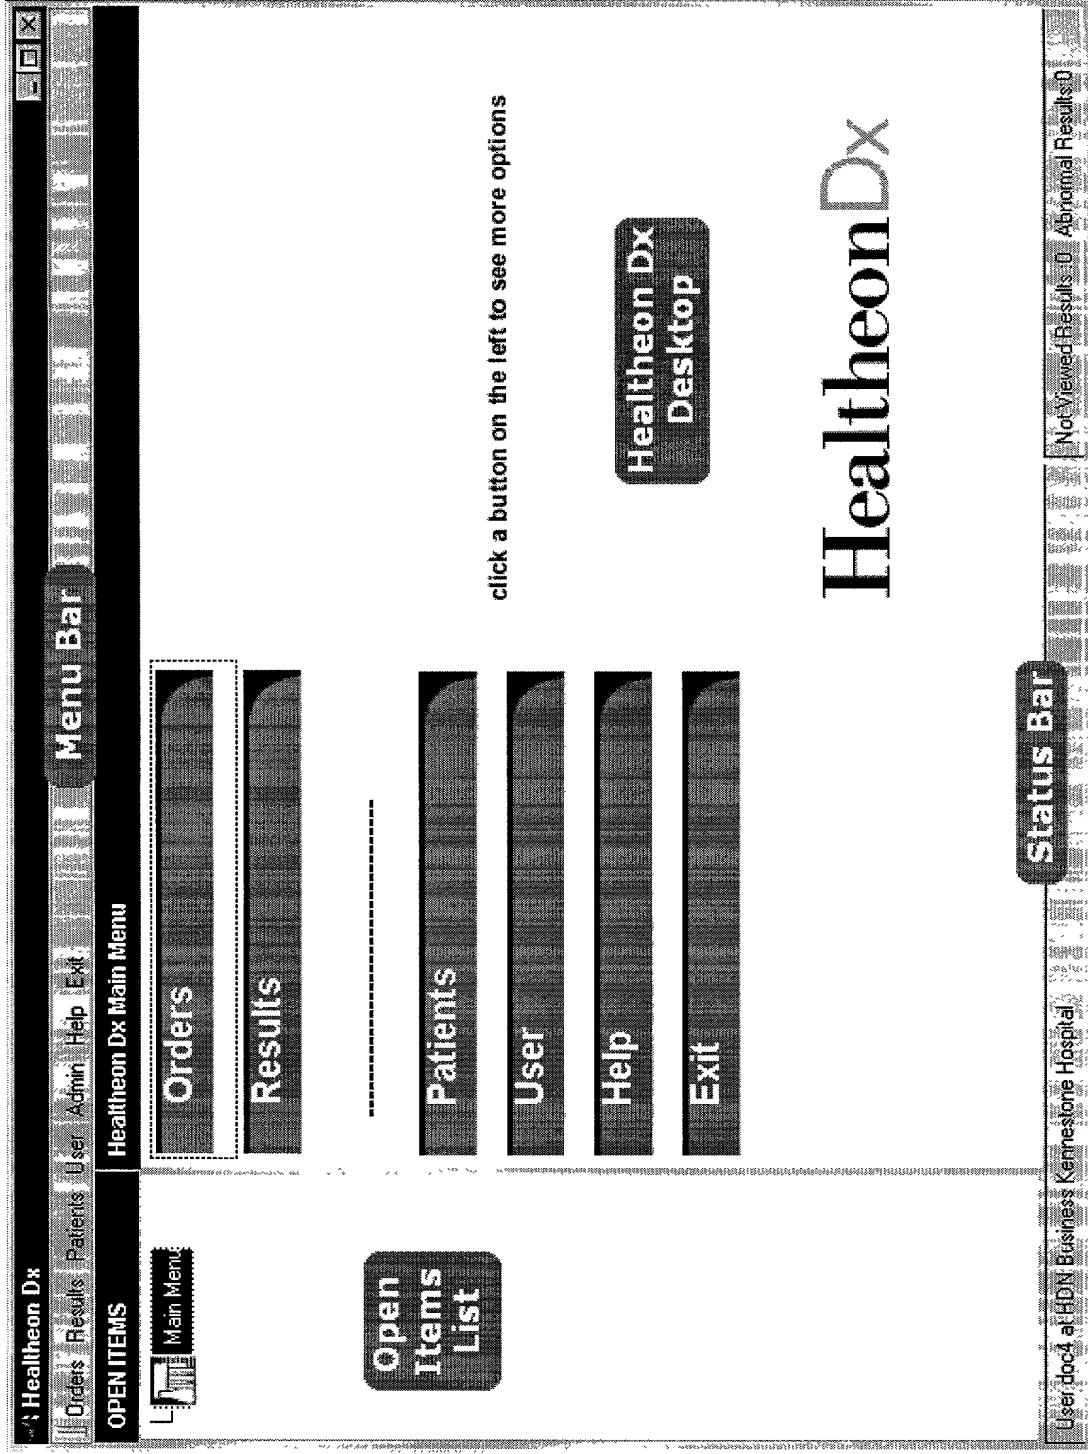 Healtheon Dx
Orders Results Patients User Admin Help Exit
Menu Bar
OPEN ITEMS
Healtheon Dx Main Menu
Main Menu
Open
Items
List
Orders
Results
Patients
User
Help
Exit
click a button on the left to see more options
Healtheon Dx
Desktop
HealtheonDx
Status Bar
User doc4 at HDN Business Kennestone Hospital
Not Viewed Results:0 Abnormal Results:0